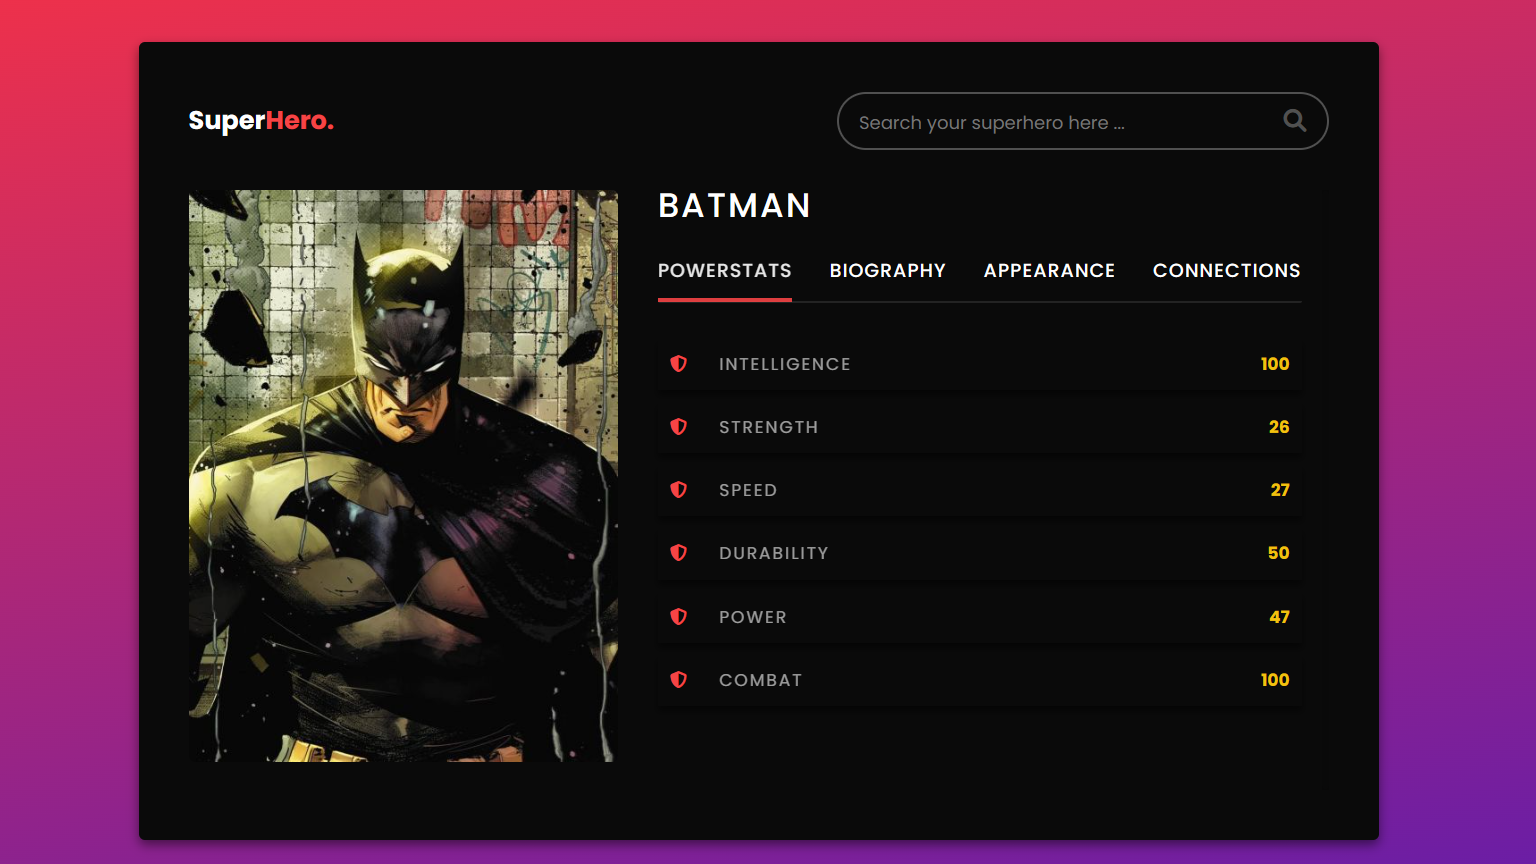 SuperHero.
Search your superhero here ...
BATMAN
POWERSTATS BIOGRAPHY APPEARANCE CONNECTIONS
INTELLIGENCE 100
STRENGTH 26
SPEED 27
DURABILITY 50
POWER 47
COMBAT 100